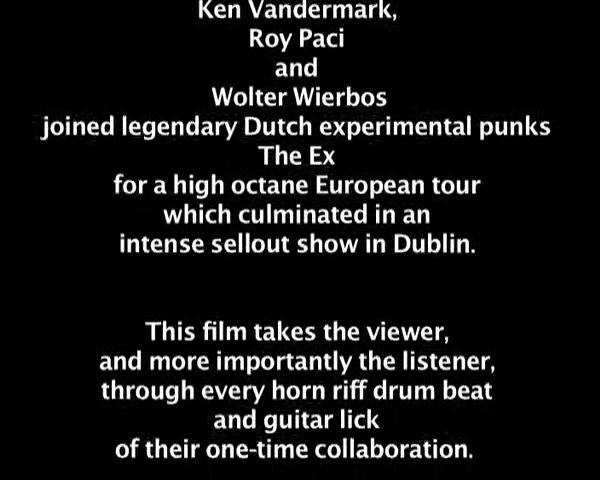 Ken Vandermark,
Roy Paci
and
Wolter Wierbos
joined legendary Dutch experimental punks
The Ex
for a high octane European tour
which culminated in an
intense sellout show in Dublin.
This film takes the viewer,
and more importantly the listener,
through every horn riff drum beat
and guitar lick
of their one-time collaboration.